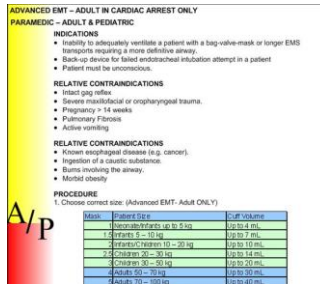 ADVANCED EMT – ADULT IN CARDIAC ARREST ONLY
PARAMEDIC – ADULT & PEDIATRIC
INDICATIONS
• Inability to adequately ventilate a patient with a bag-valve-mask or longer EMS
transports requiring a more definitive airway.
• Back-up device for failed endotracheal intubation attempt in a patient
• Patient must be unconscious.
RELATIVE CONTRAINDICATIONS
• Intact gag reflex
• Severe maxillofacial or oropharyngeal trauma.
• Pregnancy > 14 weeks
• Pulmonary Fibrosis
• Active vomiting
RELATIVE CONTRAINDICATIONS
• Known esophageal disease (e.g. cancer).
• Ingestion of a caustic substance.
• Burns involving the airway.
• Morbid obesity
PROCEDURE
1. Choose correct size: (Advanced EMT- Adult ONLY)
A/P
Mask Patient Size Cuff Volume
1 Neonate/Infants up to 5 kg Up to 4 mL
1.5 Infants 5 – 10 kg Up to 7 mL
2 Infants/Children 10 – 20 kg Up to 10 mL
2.5 Children 20 – 30 kg Up to 14 mL
3 Children 30 – 50 kg Up to 20 mL
4 Adults 50 – 70 kg Up to 30 mL
5 Adults 70 – 100 kg Up to 40 mL